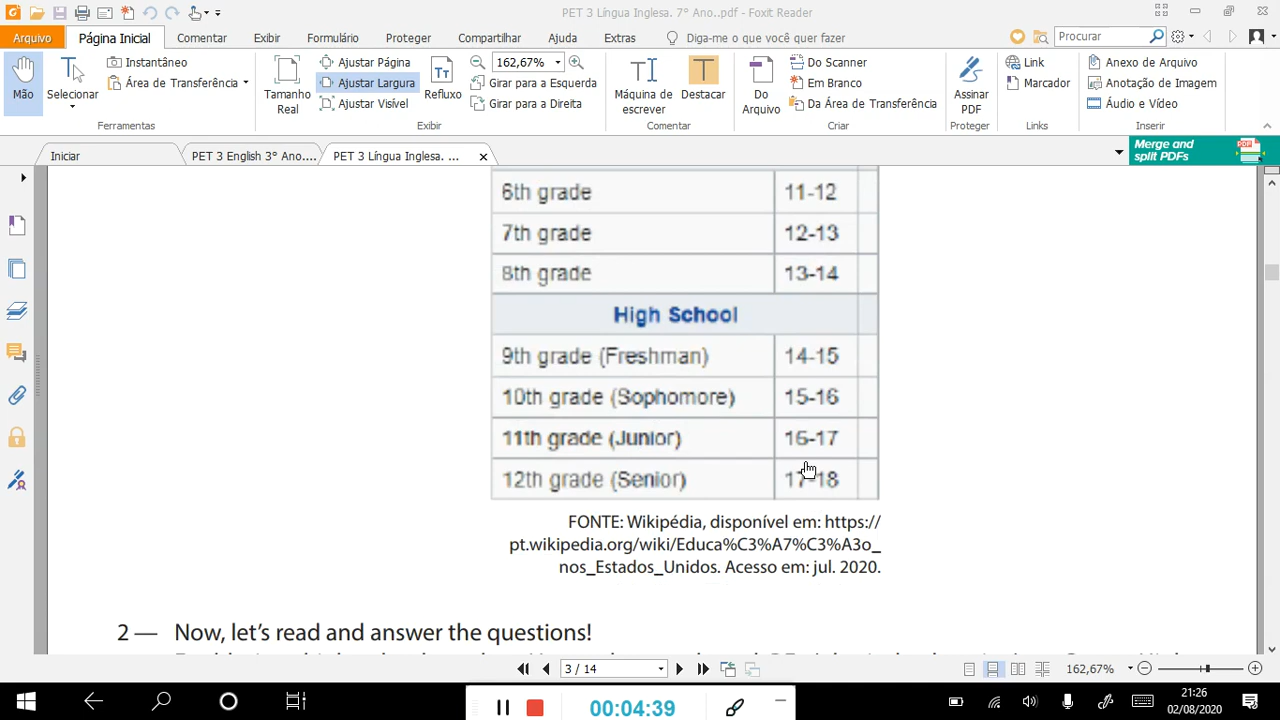 PET 3 Língua Inglesa. 7° Ano..pdf - Foxit Reader
Arquivo Página Inicial Comentar Exibir Formulário Proteger Compartilhar Ajuda Extras Diga-me o que você quer fazer Procurar
Mão Selecionar Instantâneo Área de Transferência
Ferramentas
Tamanho Real Ajustar Página Ajustar Largura Ajustar Visível Refluxo 162,67% Girar para a Esquerda Girar para a Direita
Exibir
Máquina de escrever Destacar
Comentar
Do Arquivo Do Scanner Em Branco Da Área de Transferência
Criar
Assinar PDF
Proteger
Link Marcador
Links
Anexo de Arquivo Anotação de Imagem Áudio e Vídeo
Inserir
Iniciar PET 3 English 3° Ano.... PET 3 Língua Inglesa. ... Merge and split PDFs
6th grade 11-12
7th grade 12-13
8th grade 13-14
High School
9th grade (Freshman) 14-15
10th grade (Sophomore) 15-16
11th grade (Junior) 16-17
12th grade (Senior) 17-18
FONTE: Wikipédia, disponível em: https://
pt.wikipedia.org/wiki/Educa%C3%A7%C3%A3o_
nos_Estados_Unidos. Acesso em: jul. 2020.
2 — Now, let's read and answer the questions!
3 / 14 162,67%
00:04:39
21:26
02/08/2020